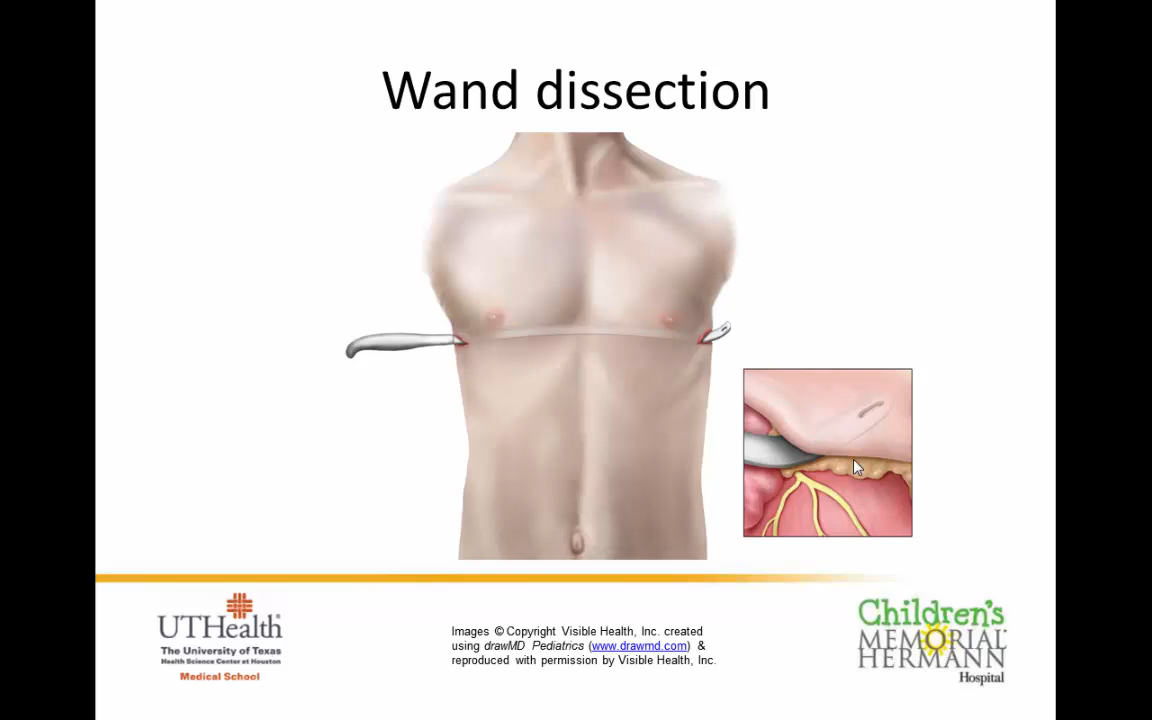 Wand dissection
UTHealth®
The University of Texas
Health Science Center at Houston
Medical School
Images © Copyright Visible Health, Inc. created
using drawMD Pediatrics (www.drawmd.com) &
reproduced with permission by Visible Health, Inc.
Children's
MEMORIAL®
HERMANN
Hospital